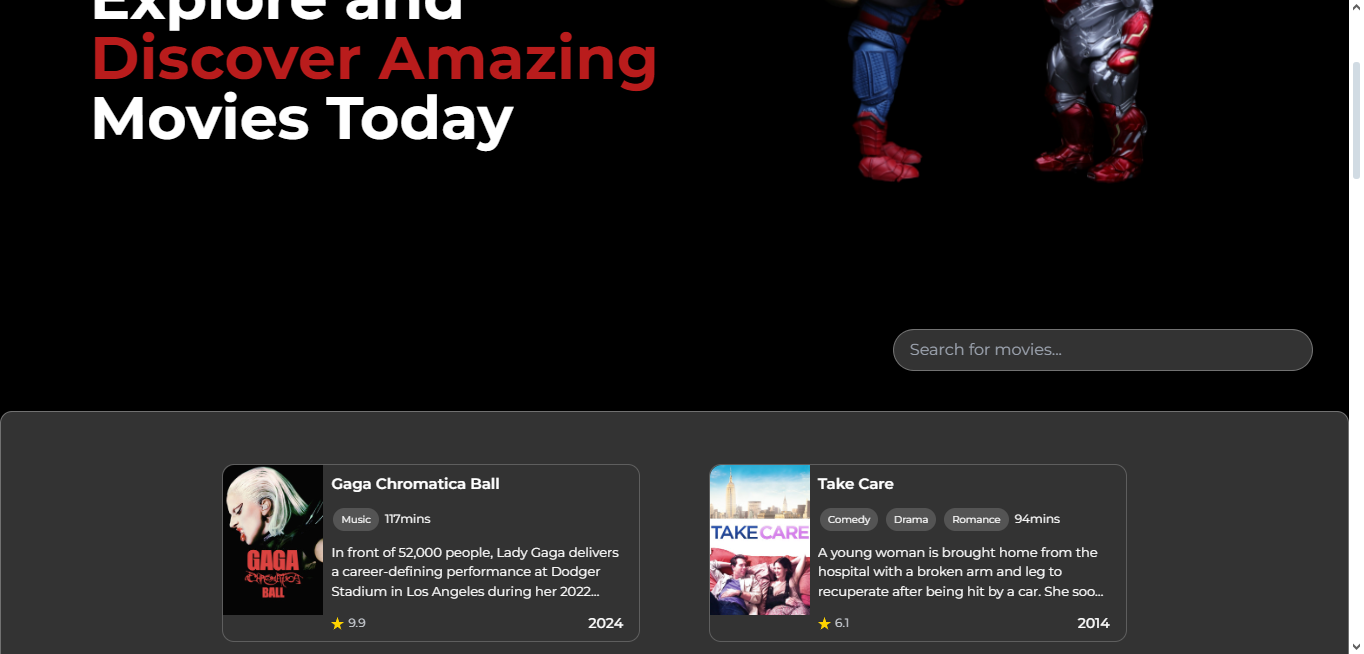 Explore and
Discover Amazing
Movies Today
Search for movies...
Gaga Chromatica Ball
Music 117mins
In front of 52,000 people, Lady Gaga delivers
a career-defining performance at Dodger
Stadium in Los Angeles during her 2022...
9.9 2024
GAGA
CHROMATICA
BALL
Take Care
Comedy Drama Romance 94mins
A young woman is brought home from the
hospital with a broken arm and leg to
recuperate after being hit by a car. She soo...
6.1 2014
TAKE CARE